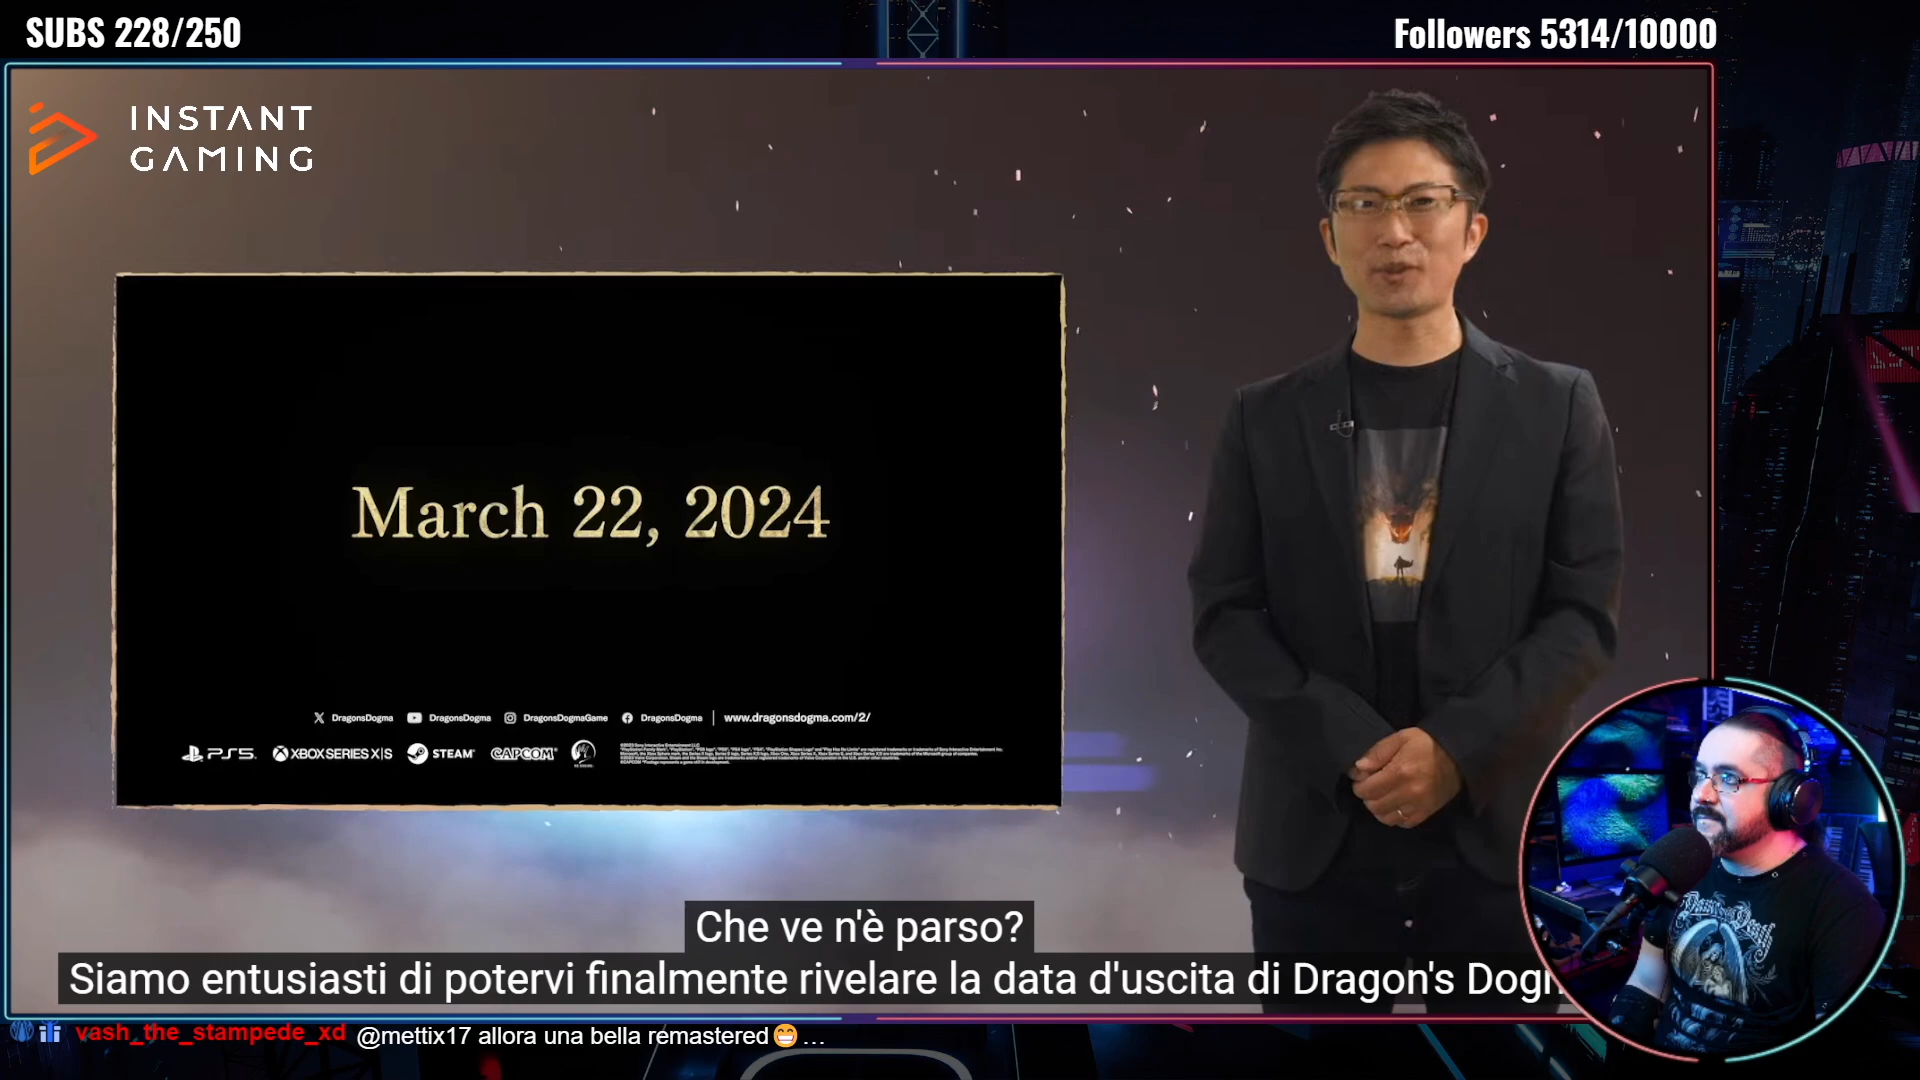 SUBS 228/250
Followers 5314/10000
INSTANT
GAMING
March 22, 2024
DragonsDogma DragonsDogma DragonsDogmaGame DragonsDogma | www.dragonsdogma.com/2/
PS5 XBOX SERIES X|S STEAM CAPCOM
Che ve n'è parso?
Siamo entusiasti di potervi finalmente rivelare la data d'uscita di Dragon's
vash_the_stampede_xd @mettix17 allora una bella remastered😁...